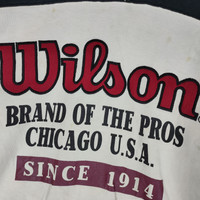 Wilson
BRAND OF THE PROS
CHICAGO U.S.A.
SINCE 1914